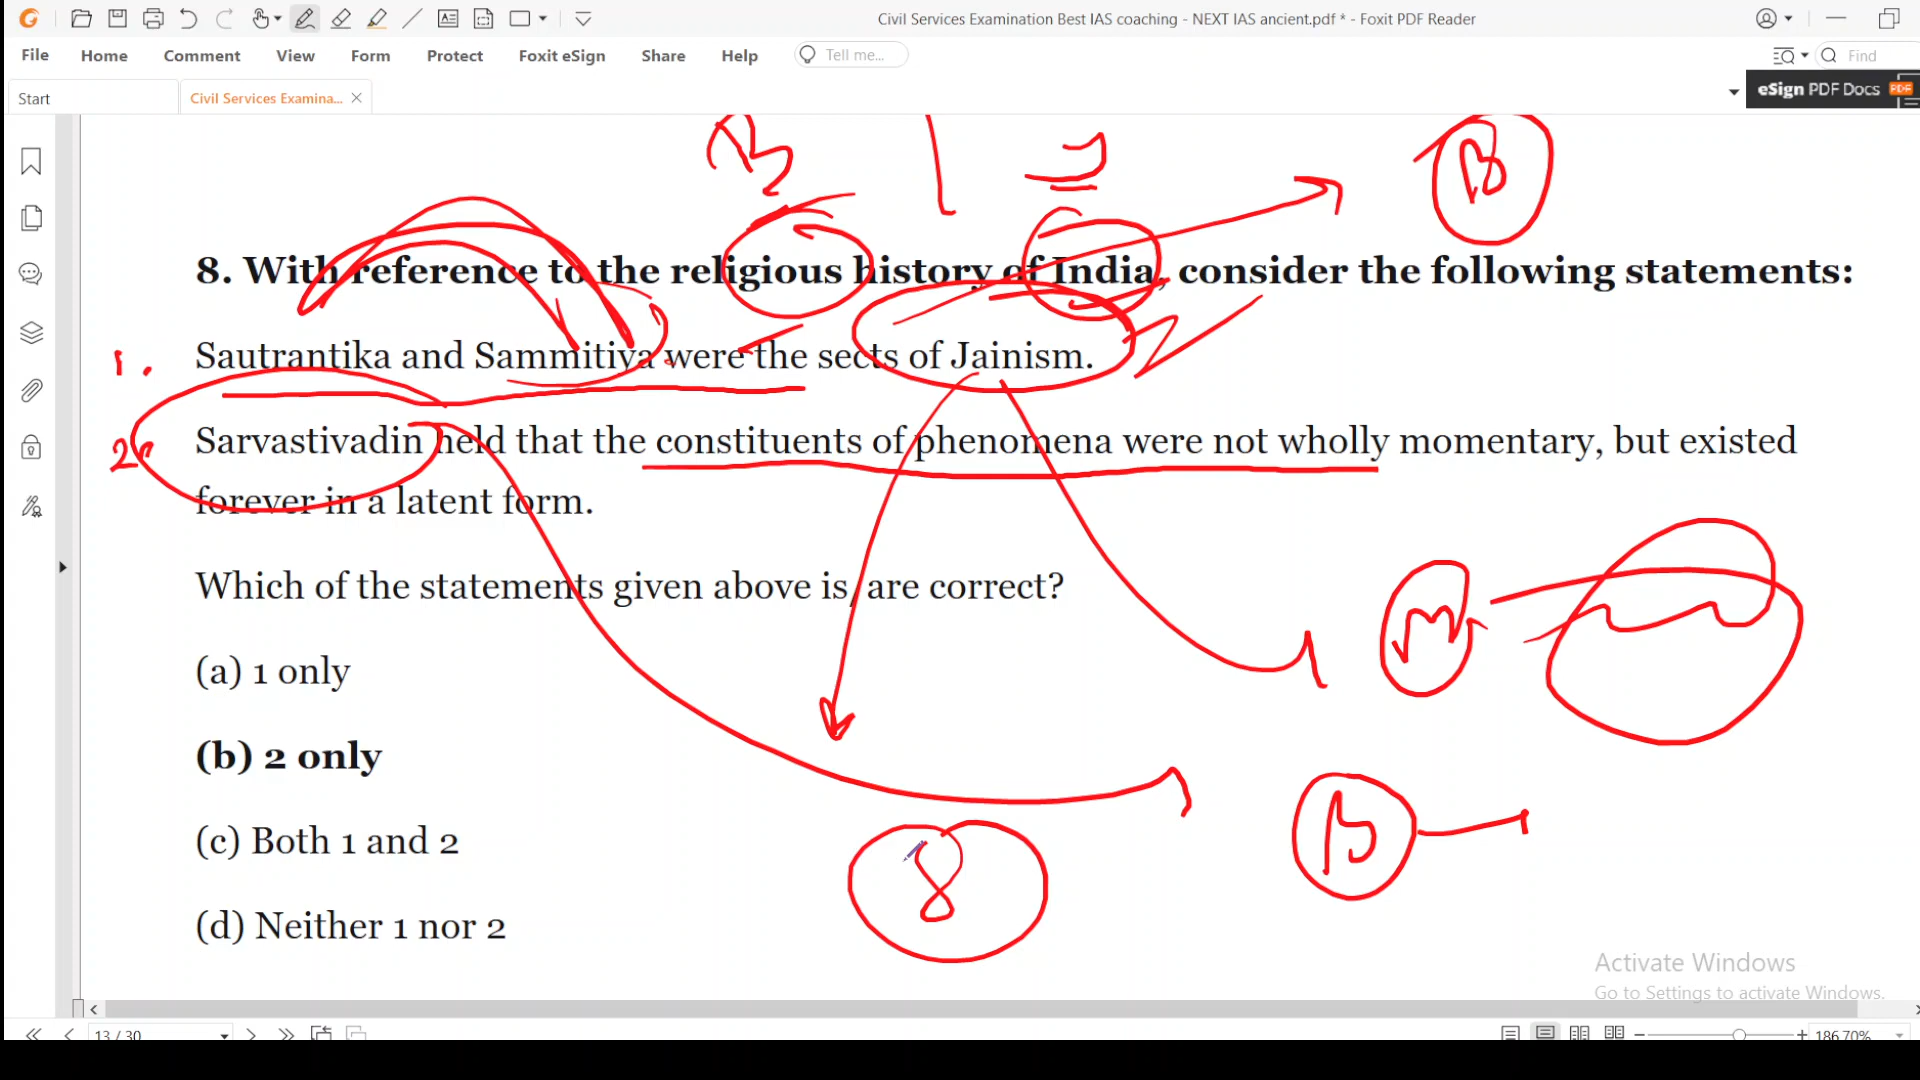 Civil Services Examination Best IAS coaching - NEXT IAS ancient.pdf * - Foxit PDF Reader
File Home Comment View Form Protect Foxit eSign Share Help Tell me... Find
Start Civil Services Examina... eSign PDF Docs PDF
B
B
8. With reference to the religious history of India, consider the following statements:
1. Sautrantika and Sammitiya were the sects of Jainism.
2. Sarvastivadin held that the constituents of phenomena were not wholly momentary, but existed
forever in a latent form.
Which of the statements given above is/are correct?
M
(a) 1 only
(b) 2 only
B
(c) Both 1 and 2
8
(d) Neither 1 nor 2
Activate Windows
Go to Settings to activate Windows.
13 / 30 186.70%